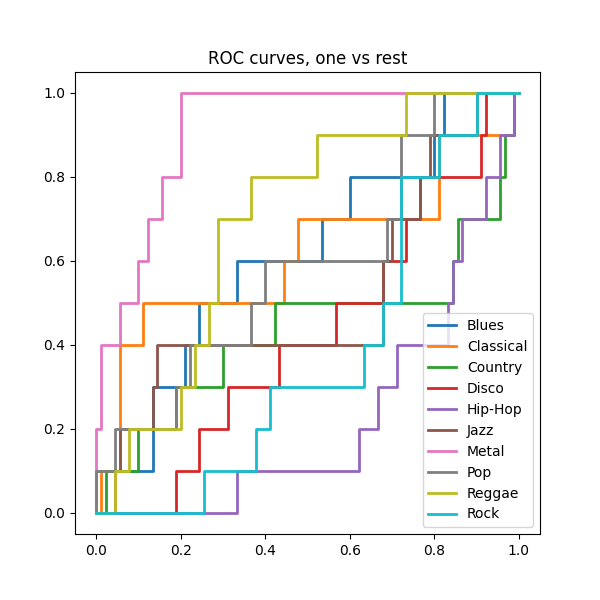 ROC curves, one vs rest
1.0
0.8
0.6
0.4
0.2
0.0
0.0 0.2 0.4 0.6 0.8 1.0
Blues
Classical
Country
Disco
Hip-Hop
Jazz
Metal
Pop
Reggae
Rock